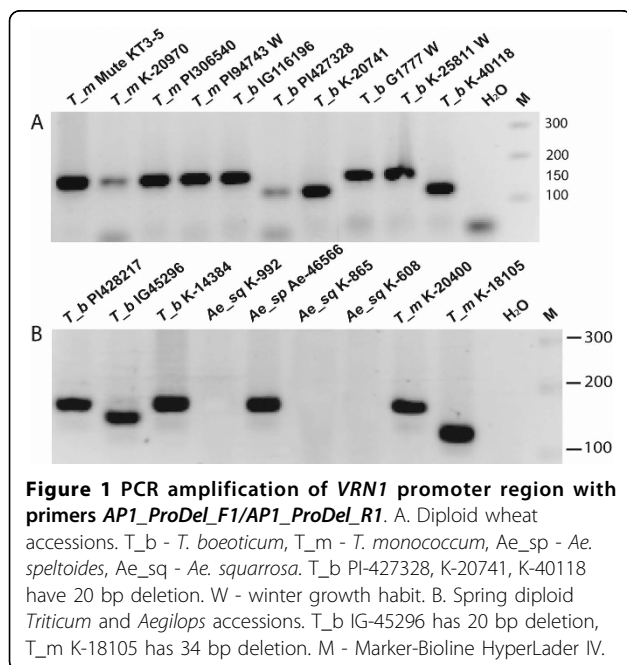 T_m Mute KT3-5
T_m K-20970
T_m PI306540
T_m PI94743 W
T_b IG116196
T_b PI427328
T_b K-20741
T_b G1777 W
T_b K-25811 W
T_b K-40118
H₂O
M
A
300
200
150
100
T_b PI428217
T_b IG45296
T_b K-14384
Ae_sq K-992
Ae_sp Ae-46566
Ae_sq K-865
Ae_sq K-608
T_m K-20400
T_m K-18105
H₂O
M
B
300
200
100
Figure 1 PCR amplification of VRN1 promoter region with
primers AP1_ProDel_F1/AP1_ProDel_R1. A. Diploid wheat
accessions. T_b - T. boeoticum, T_m - T. monococcum, Ae_sp - Ae.
speltoides, Ae_sq - Ae. squarrosa. T_b PI-427328, K-20741, K-40118
have 20 bp deletion. W - winter growth habit. B. Spring diploid
Triticum and Aegilops accessions. T_b IG-45296 has 20 bp deletion,
T_m K-18105 has 34 bp deletion. M - Marker-Bioline HyperLader IV.